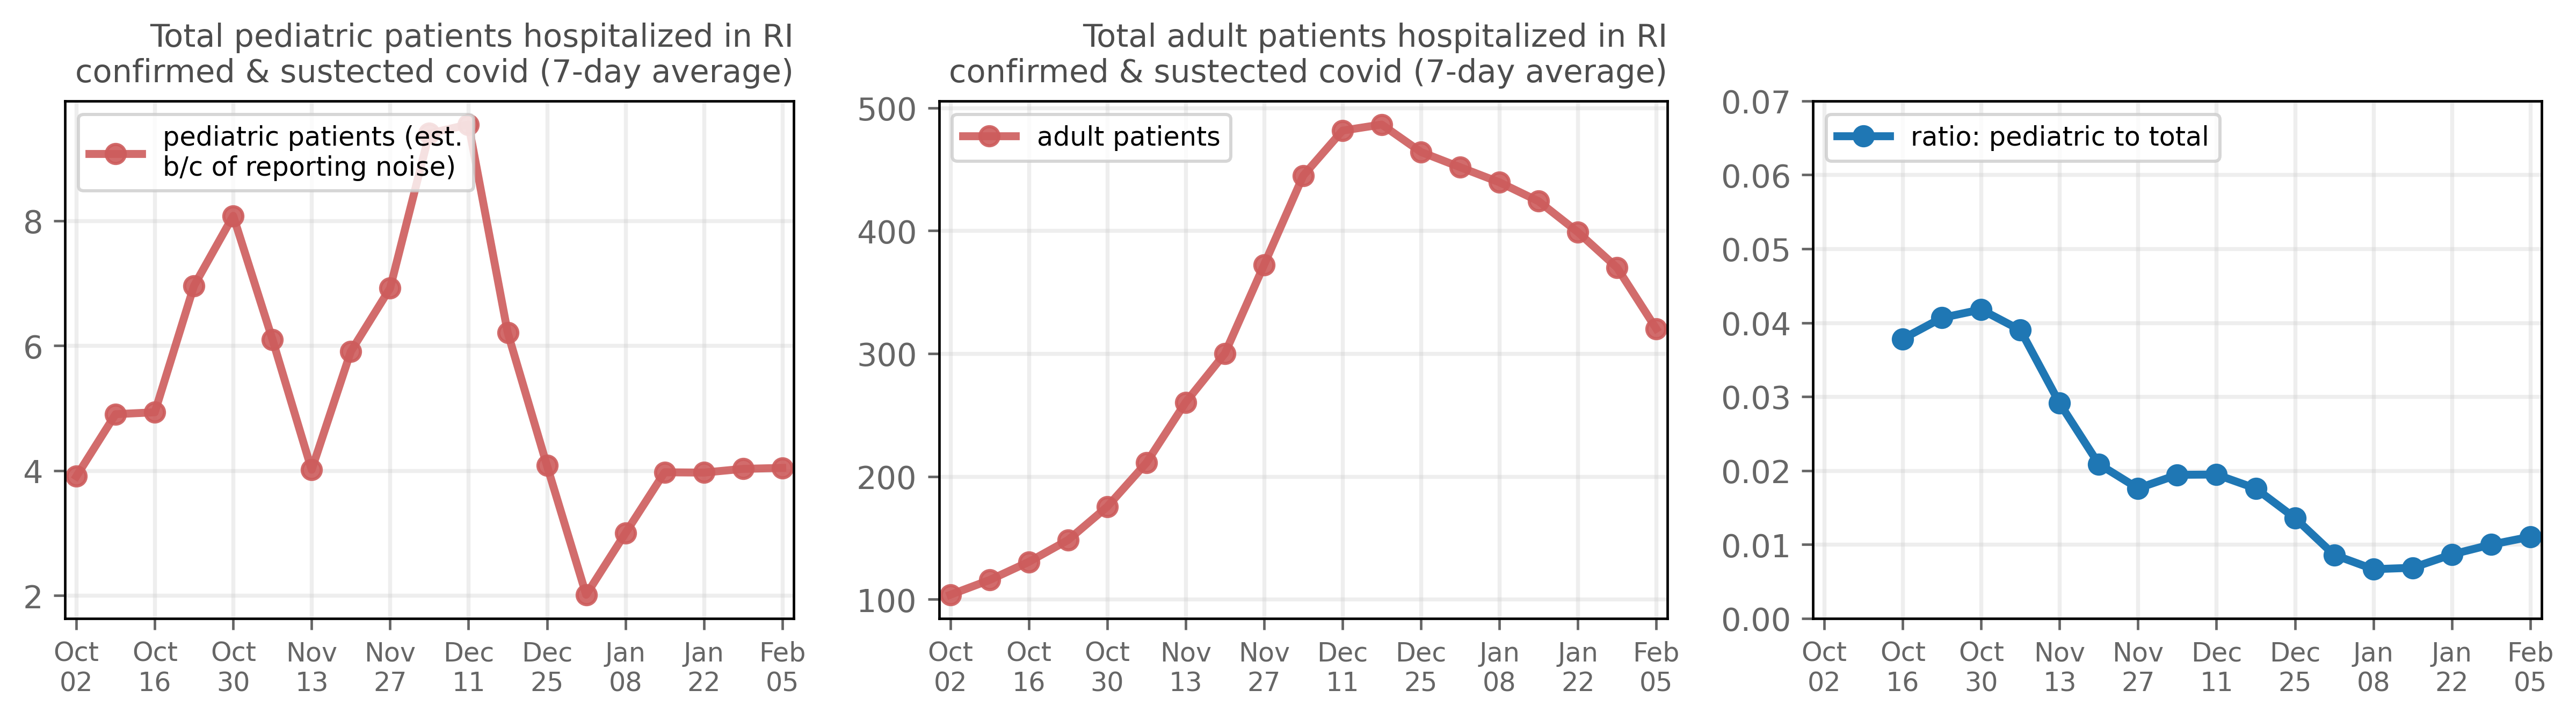 Total pediatric patients hospitalized in RI
confirmed & sustected covid (7-day average)
pediatric patients (est.
b/c of reporting noise)
8
6
4
2
Oct Oct Oct Nov Nov Dec Dec Jan Jan Feb
02 16 30 13 27 11 25 08 22 05
Total adult patients hospitalized in RI
confirmed & sustected covid (7-day average)
adult patients
500
400
300
200
100
Oct Oct Oct Nov Nov Dec Dec Jan Jan Feb
02 16 30 13 27 11 25 08 22 05
ratio: pediatric to total
0.07
0.06
0.05
0.04
0.03
0.02
0.01
0.00
Oct Oct Oct Nov Nov Dec Dec Jan Jan Feb
02 16 30 13 27 11 25 08 22 05